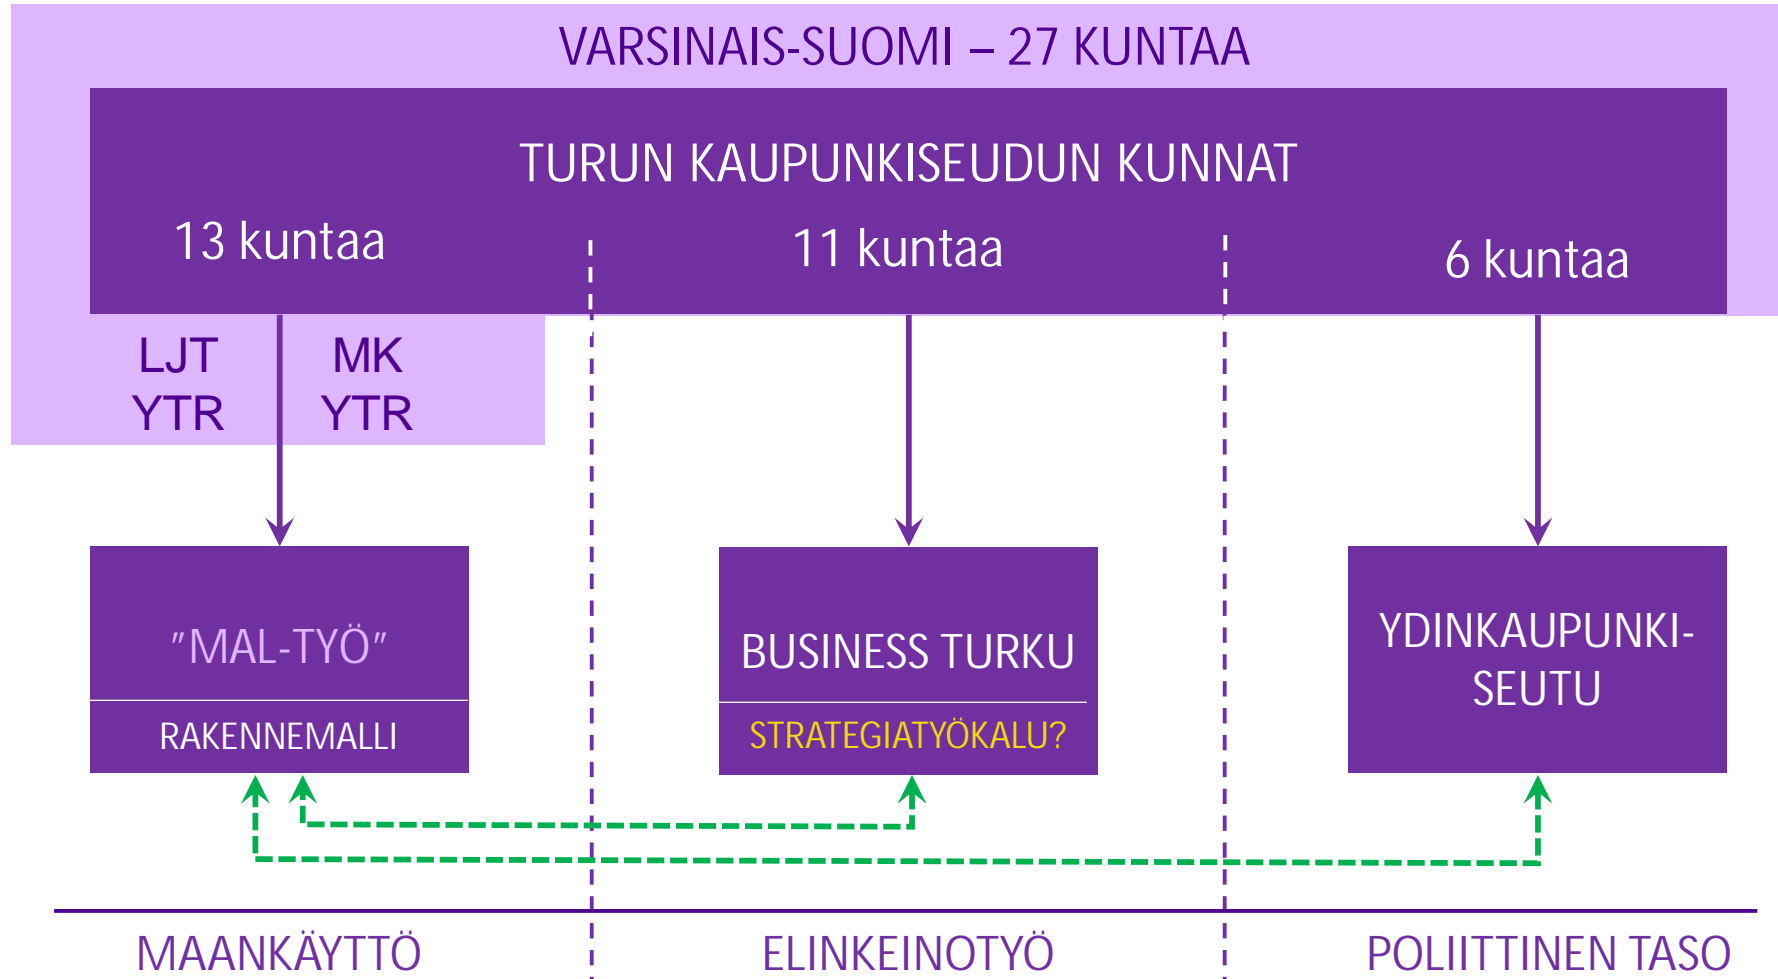 VARSINAIS-SUOMI – 27 KUNTAA
TURUN KAUPUNKISEUDUN KUNNAT
13 kuntaa
11 kuntaa
6 kuntaa
LJT
YTR
MK
YTR
"MAL-TYÖ"
RAKENNEMALLI
BUSINESS TURKU
STRATEGIATYÖKALU?
YDINKAUPUNKI-
SEUTU
MAANKÄYTTÖ
ELINKEINOTYÖ
POLIITTINEN TASO